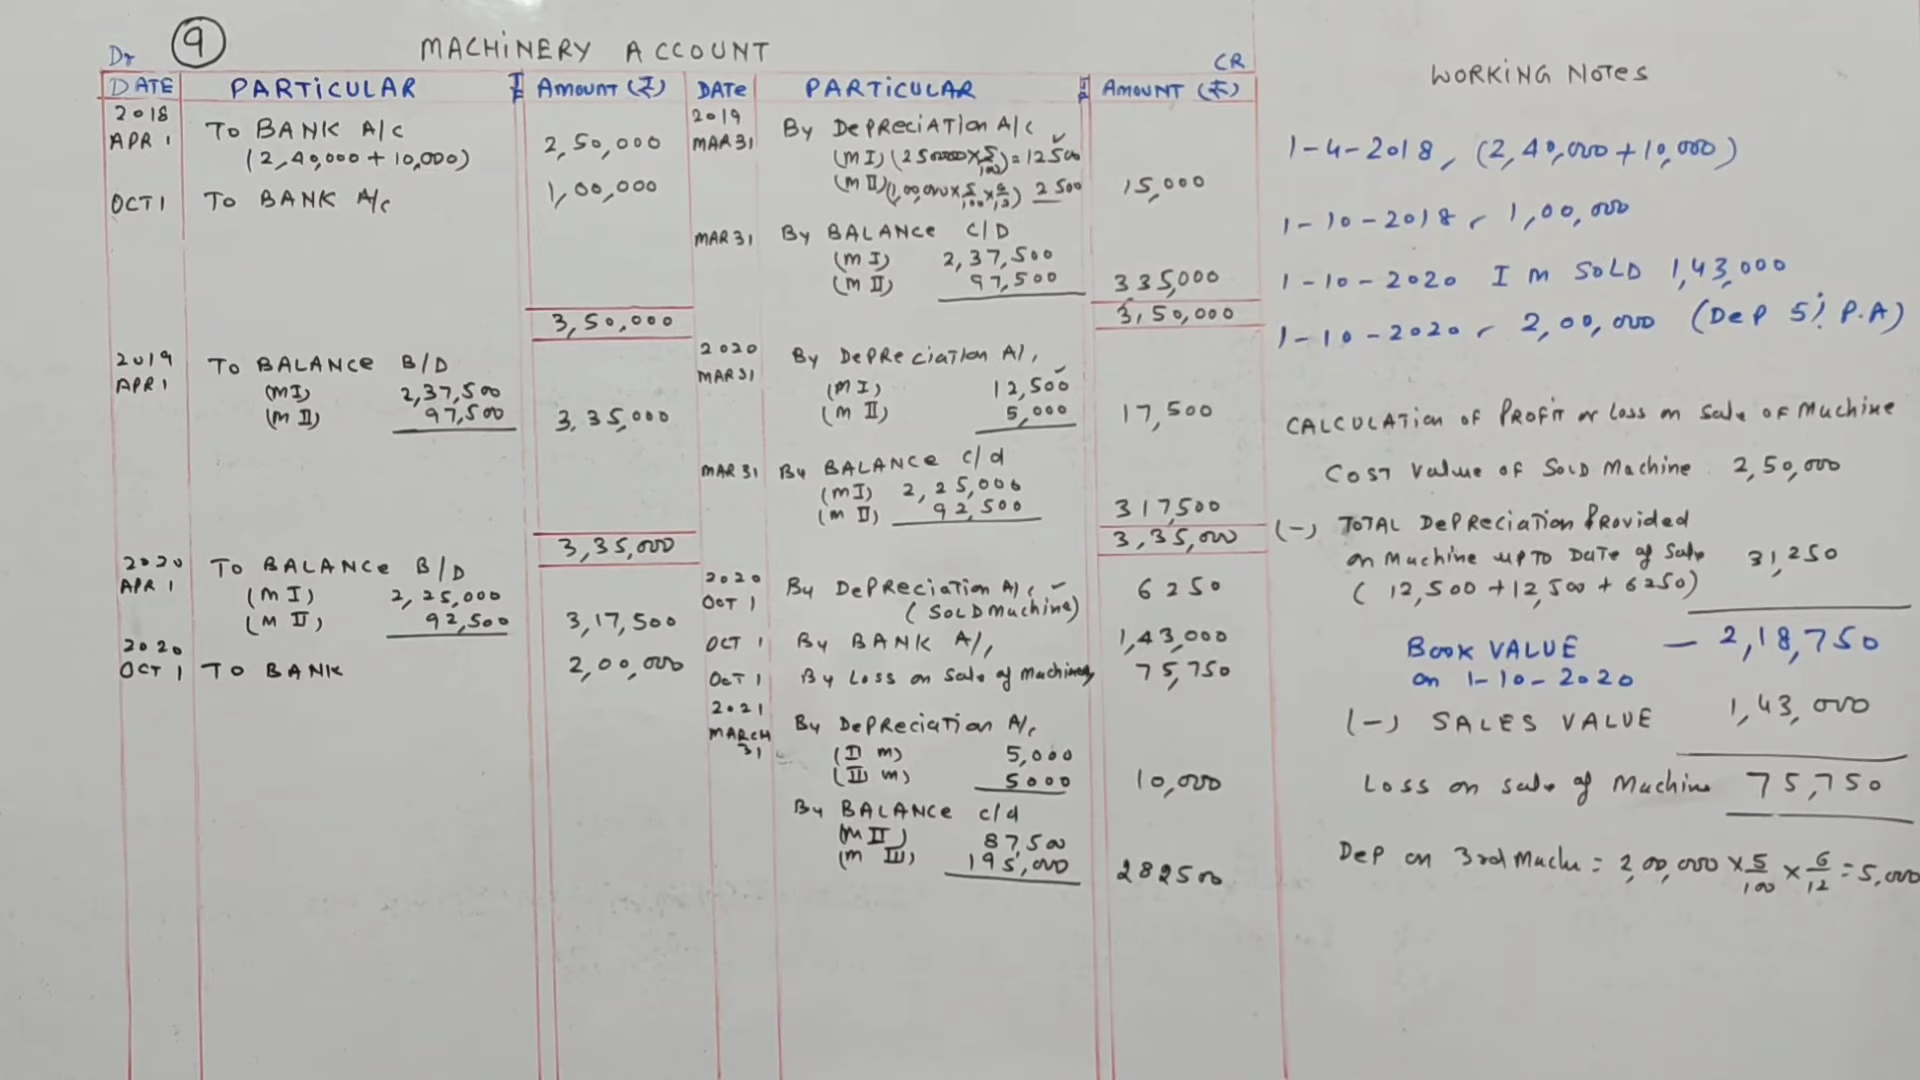 9
MACHINERY ACCOUNT
Dr
CR
DATE PARTICULAR Amount (₹) DATe PARTICULAR AMOUNT (₹)
2018
APR 1 To BANK A/c 2,50,000
(2,40,000 + 10,000)
OCT 1 To BANK A/c 1,00,000
3,50,000
2019
APR 1 To BALANCe B/D
(M I) 2,37,500
(M II) 97,500 3,35,000
3,35,000
2020
APR 1 To BALANCe B/D
(M I) 2,25,000
(M II) 92,500 3,17,500
2020
OCT 1 To BANK 2,00,000
2019
MAR 31 By DePRECIATION A/c
(M I) (250000 x 5/100) = 12500
(M II) (1,00,000 x 5/100 x 6/12) 2500 15,000
MAR 31 By BALANCe C/D
(M I) 2,37,500
(M II) 97,500 335,000
3,50,000
2020
MAR 31 By DePReciaTion A/c
(M I) 12,500
(M II) 5,000 17,500
MAR 31 By BALANCe c/d
(M I) 2,25,000
(M II) 92,500 317,500
3,35,000
2020
OCT 1 By DePReciation A/c 6250
(SOLD Machine)
OCT 1 By BANK A/c 1,43,000
OCT 1 By Loss on Sale of Machinery 75,750
2021
MARCH 31 By DePReciaTion A/c
(II M) 5,000
(III M) 5000 10,000
By BALANCe c/d
(M II) 87,500
(M III) 195,000 282500
WORKING NoTeS
1-4-2018, (2,40,000 + 10,000)
1-10-2018, 1,00,000
1-10-2020 I M SOLD 1,43,000
1-10-2020, 2,00,000 (DeP 5% P.A)
CALCULATion of PROFIT or Loss on Sale of Machine
COST Value of SOLD Machine 2,50,000
(-) TOTAL DePReciation PRovided
on Machine upTo DaTe of Sale 31,250
(12,500 + 12,500 + 6250)
Book VALUE – 2,18,750
on 1-10-2020
(-) SALES VALUE 1,43,000
Loss on sale of Machine 75,750
DeP on 3rd Machi = 2,00,000 x 5/100 x 6/12 = 5,000